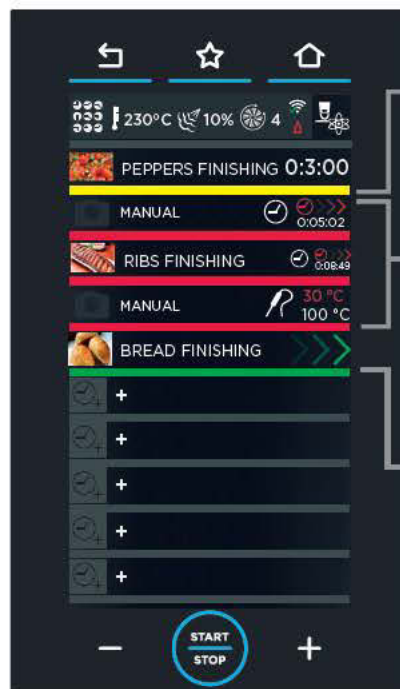 230°C 10% 4
PEPPERS FINISHING 0:3:00
MANUAL
0:05:02
RIBS FINISHING
0:08:49
MANUAL
30 °C
100 °C
BREAD FINISHING
+
+
+
+
+
START
STOP